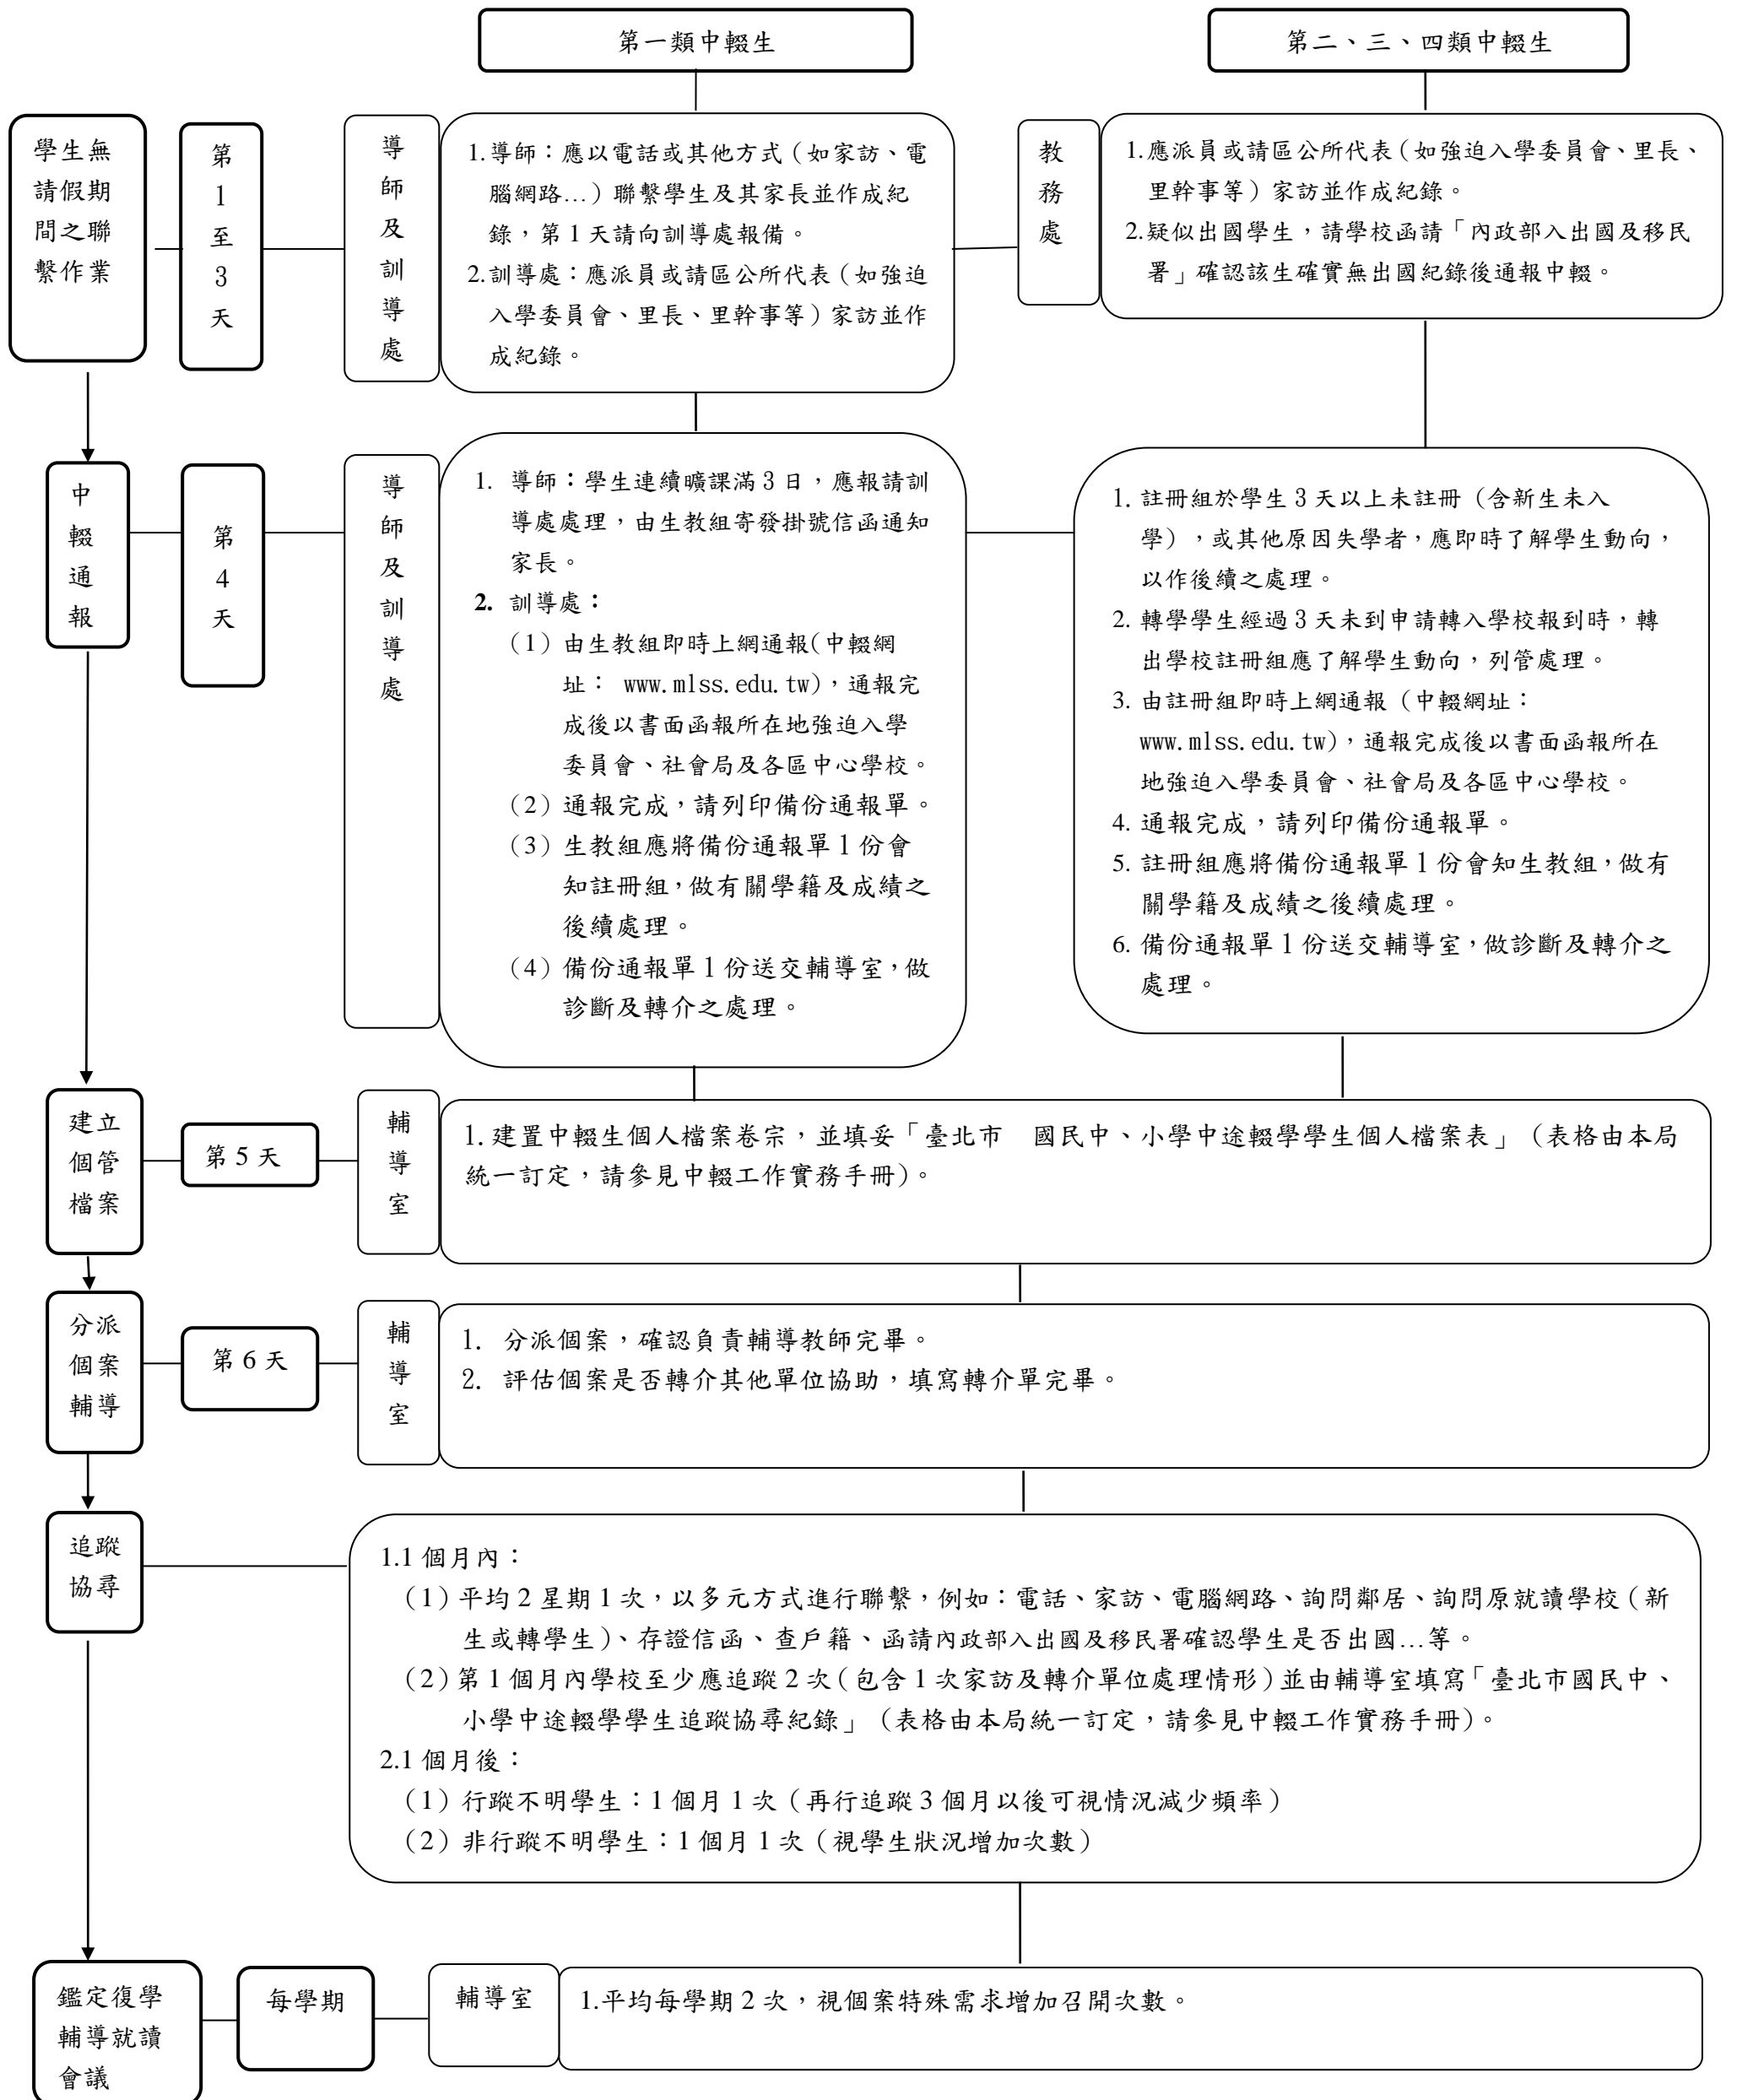 第一類中輟生
第二、三、四類中輟生
學生無
請假期
間之聯
繫作業
第
1
至
3
天
導
師
及
訓
導
處
1.導師：應以電話或其他方式（如家訪、電
腦網路…）聯繫學生及其家長並作成紀
錄，第1天請向訓導處報備。
2.訓導處：應派員或請區公所代表（如強迫
入學委員會、里長、里幹事等）家訪並作
成紀錄。
教
務
處
1.應派員或請區公所代表（如強迫入學委員會、里長、
里幹事等）家訪並作成紀錄。
2.疑似出國學生，請學校函請「內政部入出國及移民
署」確認該生確實無出國紀錄後通報中輟。
中
輟
通
報
第
4
天
導
師
及
訓
導
處
1. 導師：學生連續曠課滿3日，應報請訓
導處處理，由生教組寄發掛號信函通知
家長。
2. 訓導處：
（1）由生教組即時上網通報(中輟網
址： www.mlss.edu.tw)，通報完
成後以書面函報所在地強迫入學
委員會、社會局及各區中心學校。
（2）通報完成，請列印備份通報單。
（3）生教組應將備份通報單1份會
知註冊組，做有關學籍及成績之
後續處理。
（4）備份通報單1份送交輔導室，做
診斷及轉介之處理。
1. 註冊組於學生3天以上未註冊（含新生未入
學），或其他原因失學者，應即時了解學生動向，
以作後續之處理。
2. 轉學學生經過3天未到申請轉入學校報到時，轉
出學校註冊組應了解學生動向，列管處理。
3. 由註冊組即時上網通報（中輟網址：
www.mlss.edu.tw)，通報完成後以書面函報所在
地強迫入學委員會、社會局及各區中心學校。
4. 通報完成，請列印備份通報單。
5. 註冊組應將備份通報單1份會知生教組，做有
關學籍及成績之後續處理。
6. 備份通報單1份送交輔導室，做診斷及轉介之
處理。
建立
個管
檔案
第5天
輔
導
室
1.建置中輟生個人檔案卷宗，並填妥「臺北市　國民中、小學中途輟學學生個人檔案表」（表格由本局
統一訂定，請參見中輟工作實務手冊）。
分派
個案
輔導
第6天
輔
導
室
1. 分派個案，確認負責輔導教師完畢。
2. 評估個案是否轉介其他單位協助，填寫轉介單完畢。
追蹤
協尋
1.1個月內：
（1）平均2星期1次，以多元方式進行聯繫，例如：電話、家訪、電腦網路、詢問鄰居、詢問原就讀學校（新
生或轉學生）、存證信函、查戶籍、函請內政部入出國及移民署確認學生是否出國…等。
（2）第1個月內學校至少應追蹤2次（包含1次家訪及轉介單位處理情形）並由輔導室填寫「臺北市國民中、
小學中途輟學學生追蹤協尋紀錄」（表格由本局統一訂定，請參見中輟工作實務手冊）。
2.1個月後：
（1）行蹤不明學生：1個月1次（再行追蹤3個月以後可視情況減少頻率）
（2）非行蹤不明學生：1個月1次（視學生狀況增加次數）
鑑定復學
輔導就讀
會議
每學期
輔導室
1.平均每學期2次，視個案特殊需求增加召開次數。